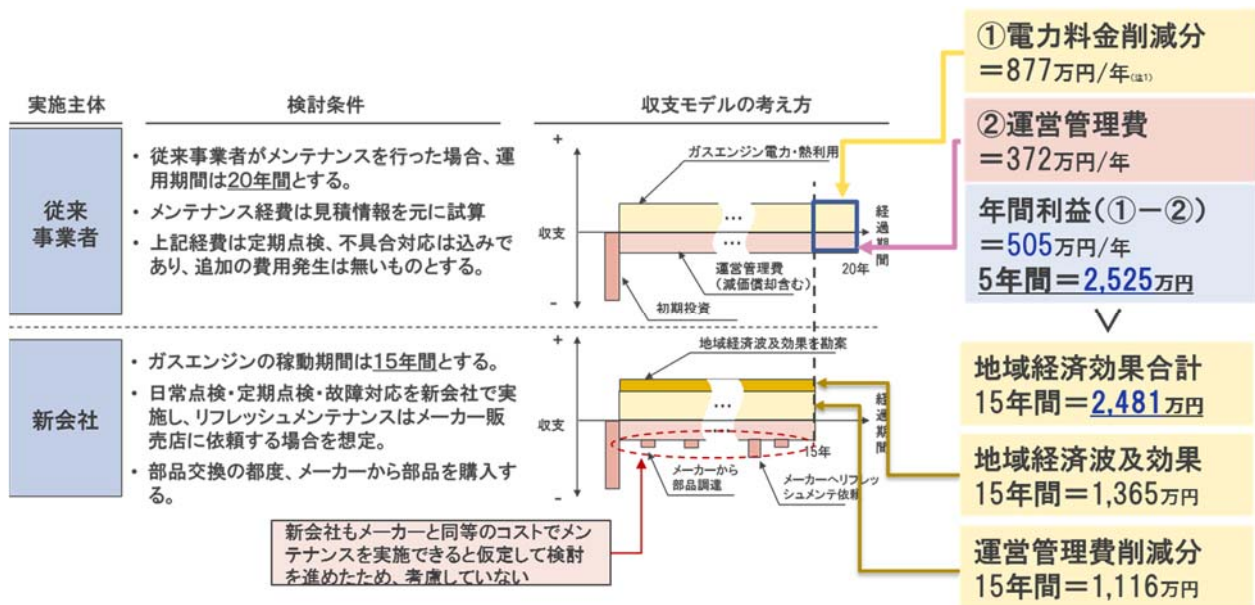 実施主体
検討条件
収支モデルの考え方
従来
事業者
• 従来事業者がメンテナンスを行った場合、運
用期間は20年間とする。
• メンテナンス経費は見積情報を元に試算
• 上記経費は定期点検、不具合対応は込みで
あり、追加の費用発生は無いものとする。
+
収支
-
ガスエンジン電力・熱利用
…
…
運営管理費
(減価償却含む)
初期投資
20年
経過期間
①電力料金削減分
=877万円/年(注1)
②運営管理費
=372万円/年
年間利益(①-②)
=505万円/年
5年間=2,525万円
新会社
• ガスエンジンの稼動期間は15年間とする。
• 日常点検・定期点検・故障対応を新会社で実
施し、リフレッシュメンテナンスはメーカー販
売店に依頼する場合を想定。
• 部品交換の都度、メーカーから部品を購入す
る。
+
収支
-
地域経済波及効果を勘案
…
…
15年
経過期間
メーカーから
部品調達
メーカーへリフレッ
シュメンテ依頼
新会社もメーカーと同等のコストでメン
テナンスを実施できると仮定して検討
を進めたため、考慮していない
∨
地域経済効果合計
15年間=2,481万円
地域経済波及効果
15年間=1,365万円
運営管理費削減分
15年間=1,116万円